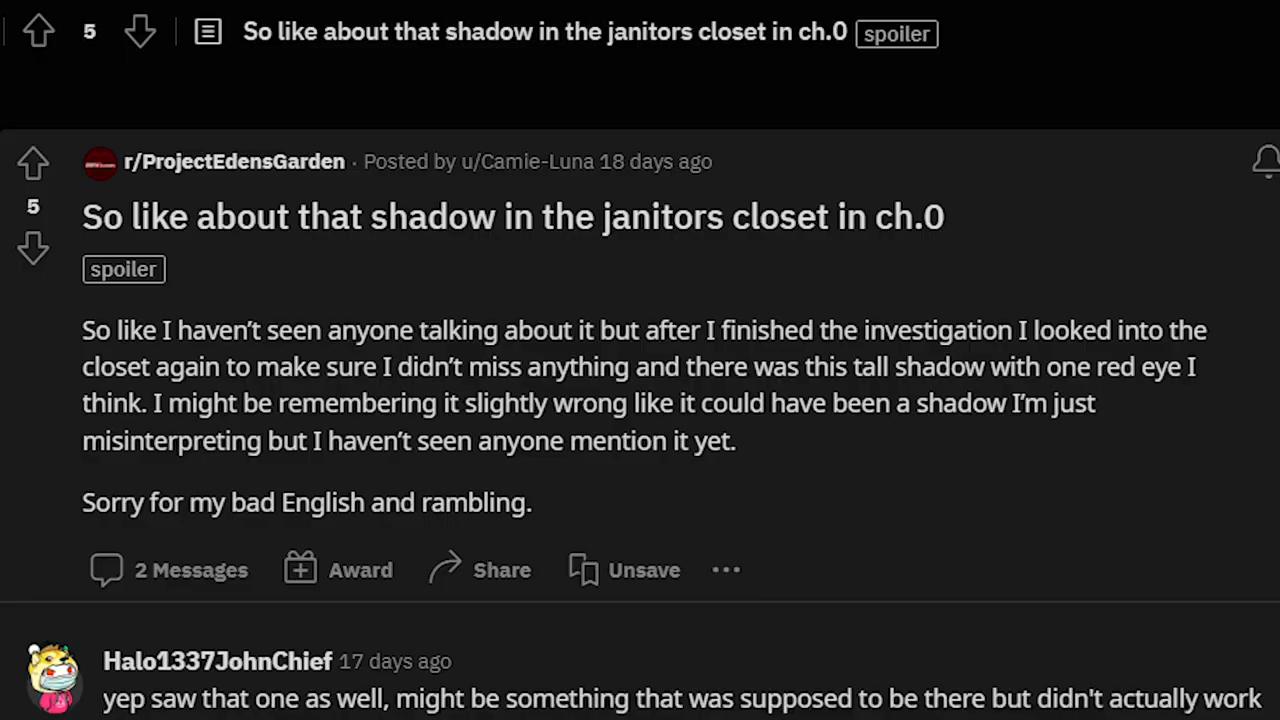 5 So like about that shadow in the janitors closet in ch.0 spoiler
r/ProjectEdensGarden · Posted by u/Camie-Luna 18 days ago
5
So like about that shadow in the janitors closet in ch.0
spoiler
So like I haven’t seen anyone talking about it but after I finished the investigation I looked into the
closet again to make sure I didn’t miss anything and there was this tall shadow with one red eye I
think. I might be remembering it slightly wrong like it could have been a shadow I’m just
misinterpreting but I haven’t seen anyone mention it yet.
Sorry for my bad English and rambling.
2 Messages Award Share Unsave ...
Halo1337JohnChief 17 days ago
yep saw that one as well, might be something that was supposed to be there but didn't actually work